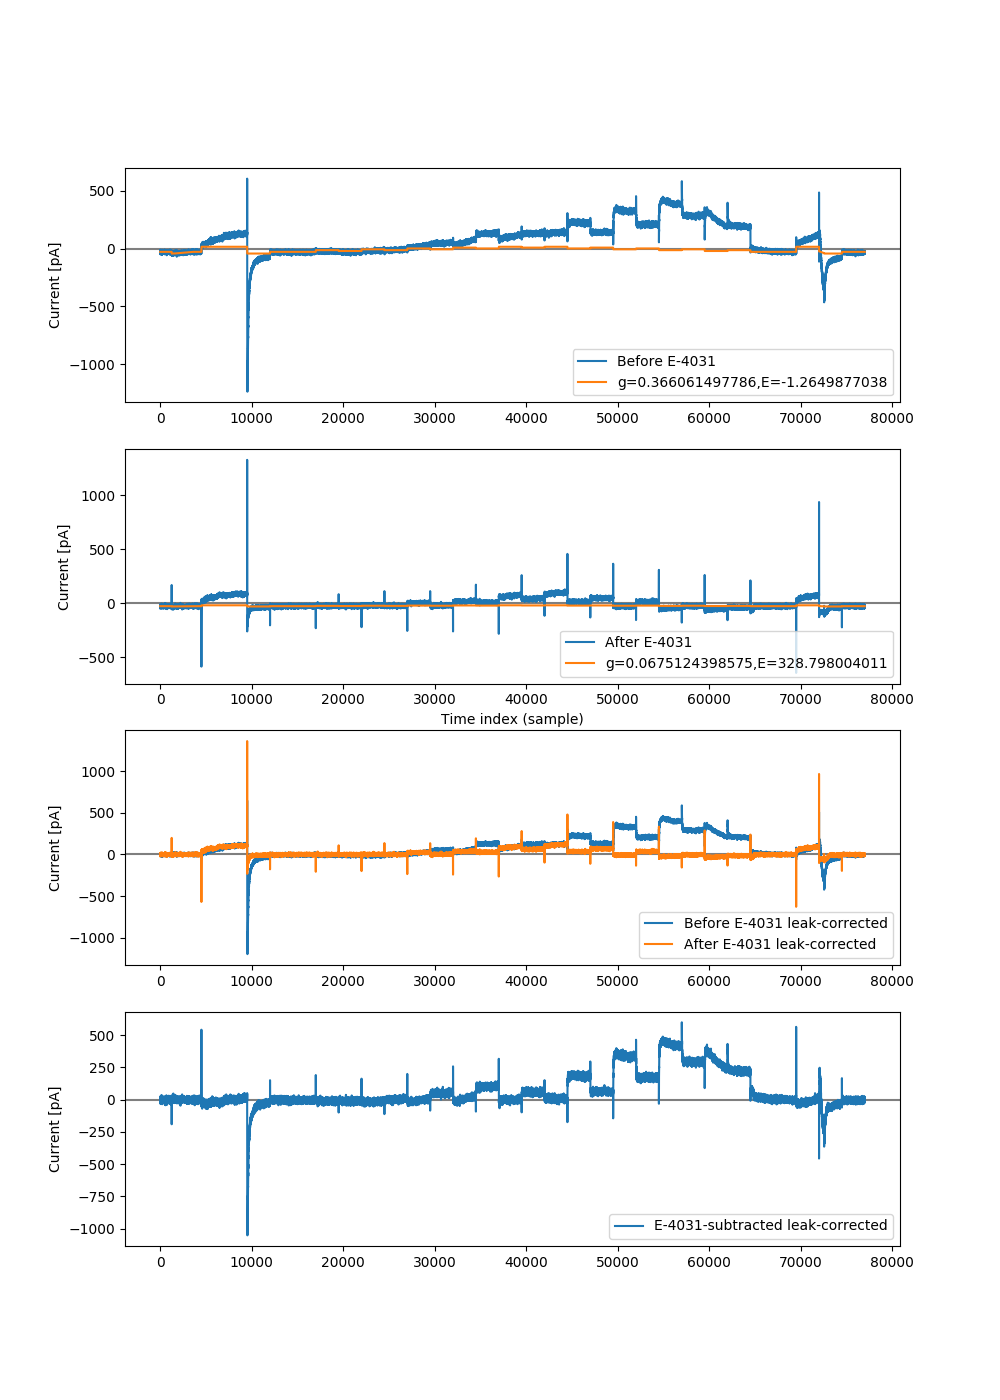 500
0
−500
−1000
Current [pA]
Before E-4031
g=0.366061497786,E=-1.2649877038
0 10000 20000 30000 40000 50000 60000 70000 80000
1000
500
0
−500
Current [pA]
After E-4031
g=0.0675124398575,E=328.798004011
0 10000 20000 30000 40000 50000 60000 70000 80000
Time index (sample)
1000
500
0
−500
−1000
Current [pA]
Before E-4031 leak-corrected
After E-4031 leak-corrected
0 10000 20000 30000 40000 50000 60000 70000 80000
500
250
0
−250
−500
−750
−1000
Current [pA]
E-4031-subtracted leak-corrected
0 10000 20000 30000 40000 50000 60000 70000 80000